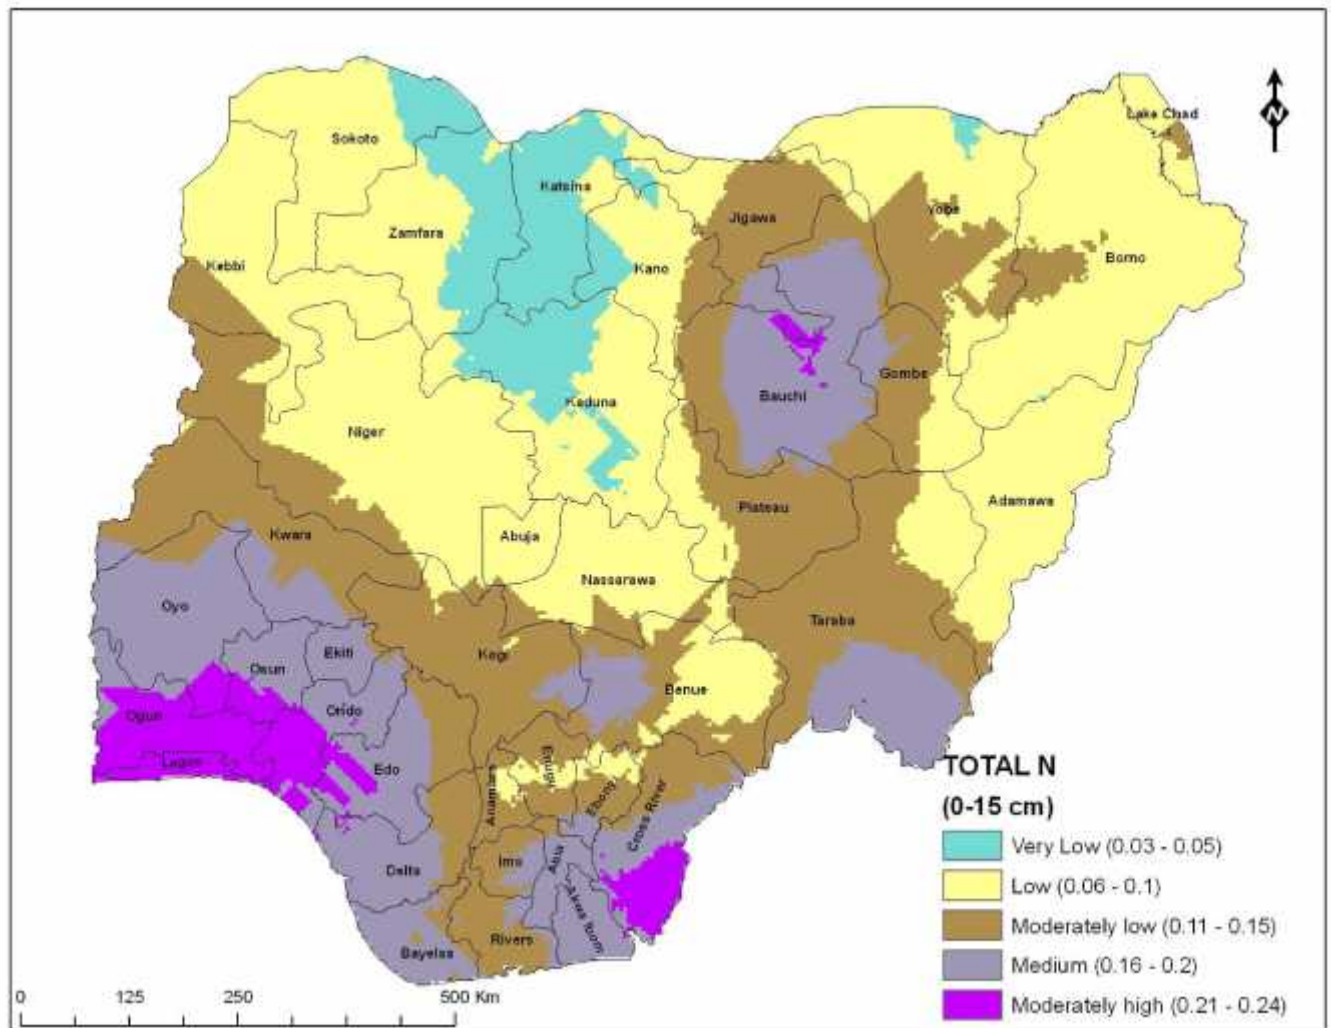 Lake Chad
N
Sokoto
Katsina
Jigawa
Yobe
Zamfara
Kano
Borno
Kebbi
Gombe
Bauchi
Kaduna
Niger
Plateau
Adamawa
Kwara
Abuja
Nassarawa
Oyo
Taraba
Ekiti
Osun
Kogi
Benue
Ondo
Ogun
Lagos
Edo
Enugu
Anambra
Ebony
Cross River
Imo
Abia
Delta
Akwa Ibom
Rivers
Bayelsa
TOTAL N
(0-15 cm)
Very Low (0.03 - 0.05)
Low (0.06 - 0.1)
Moderately low (0.11 - 0.15)
Medium (0.16 - 0.2)
Moderately high (0.21 - 0.24)
0 125 250 500 Km